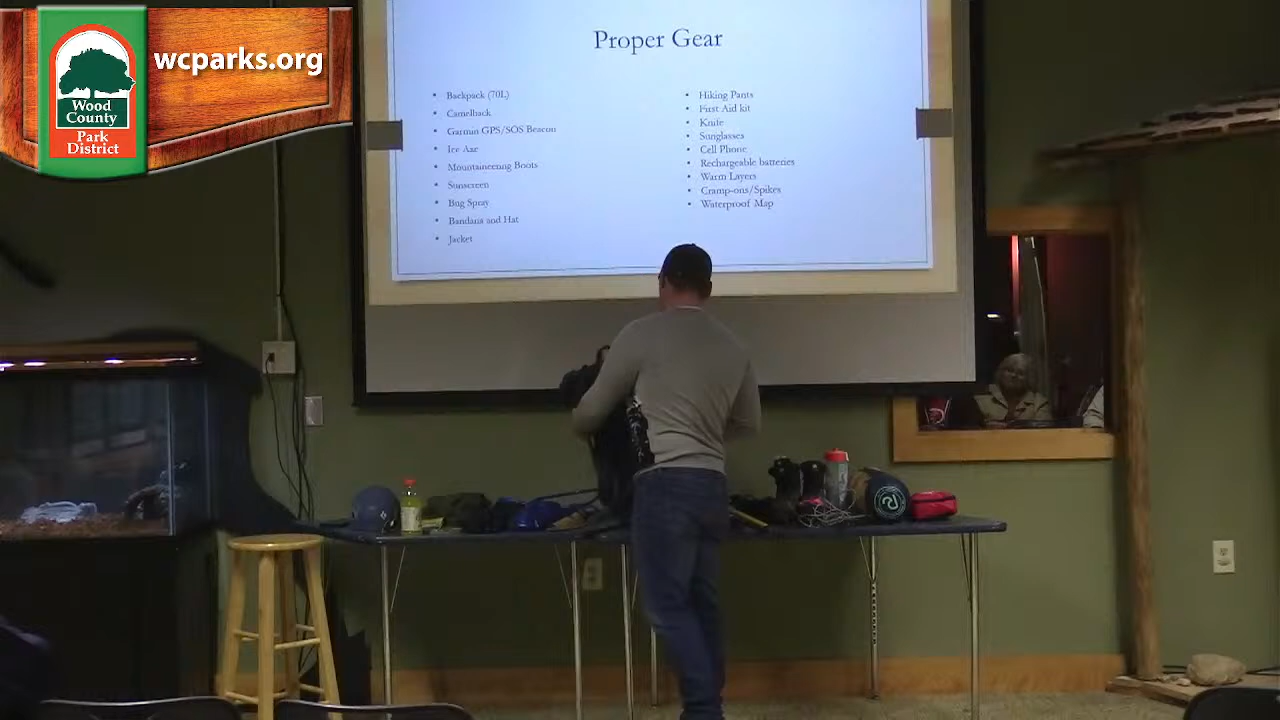 wcparks.org
Wood
County
Park
District
Proper Gear
• Backpack (70L)
• Camelback
• Garmin GPS/SOS Beacon
• Ice Axe
• Mountaineering Boots
• Sunscreen
• Bug Spray
• Bandana and Hat
• Jacket
• Hiking Pants
• First Aid kit
• Knife
• Sunglasses
• Cell Phone
• Rechargeable batteries
• Warm Layers
• Cramp-ons/Spikes
• Waterproof Map